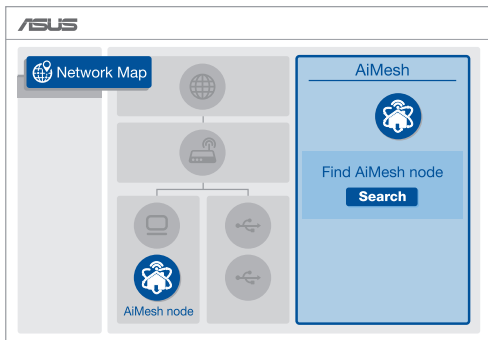 ASUS
Network Map
AiMesh
Find AiMesh node
Search
AiMesh node